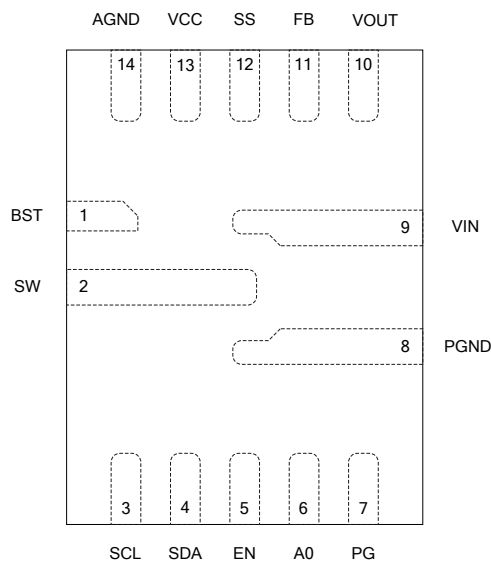 AGND VCC SS FB VOUT
14 13 12 11 10
BST 1
9 VIN
SW 2
8 PGND
3 4 5 6 7
SCL SDA EN A0 PG